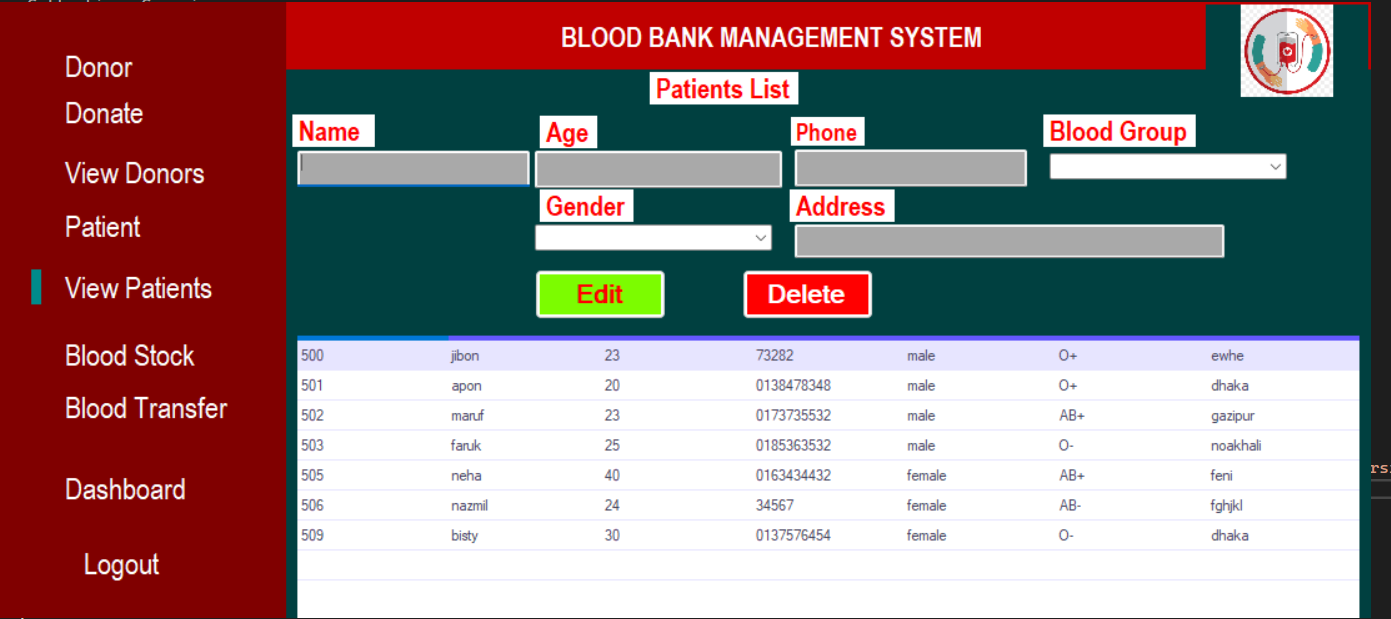 BLOOD BANK MANAGEMENT SYSTEM
Donor
Donate
View Donors
Patient
View Patients
Blood Stock
Blood Transfer
Dashboard
Logout
Patients List
Name Age Phone Blood Group
Gender Address
Edit Delete
500 jibon 23 73282 male O+ ewhe
501 apon 20 0138478348 male O+ dhaka
502 maruf 23 0173735532 male AB+ gazipur
503 faruk 25 0185363532 male O- noakhali
505 neha 40 0163434432 female AB+ feni
506 nazmil 24 34567 female AB- fghjkl
509 bisty 30 0137576454 female O- dhaka